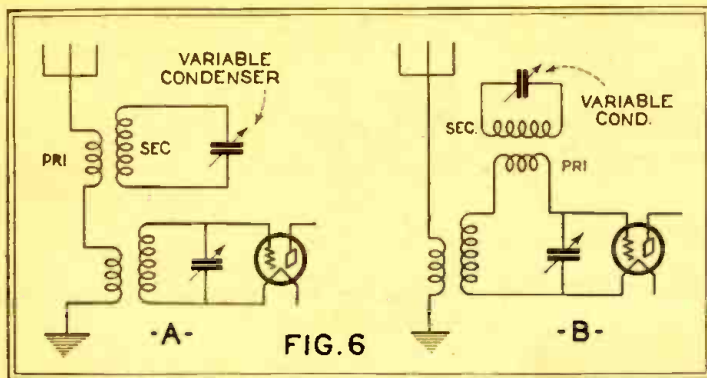 VARIABLE
CONDENSER
PRI
SEC
-A-
FIG.6
VARIABLE
COND.
SEC.
PRI
-B-